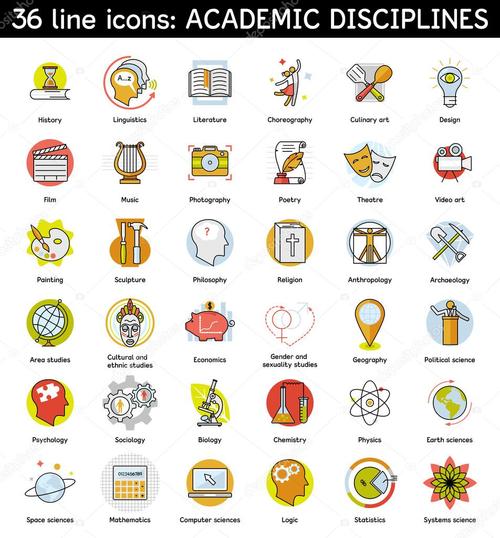 36 line icons: ACADEMIC DISCIPLINES
A...z
History
Linguistics
Literature
Choreography
Culinary art
Design
Film
Music
Photography
Poetry
Theatre
Video art
?
Painting
Sculpture
Philosophy
Religion
Anthropology
Archaeology
$
Area studies
Cultural and
ethnic studies
Economics
Gender and
sexuality studies
Geography
Political science
Psychology
Sociology
Biology
Chemistry
Physics
Earth sciences
0123456789
Space sciences
Mathematics
Computer sciences
Logic
Statistics
Systems science